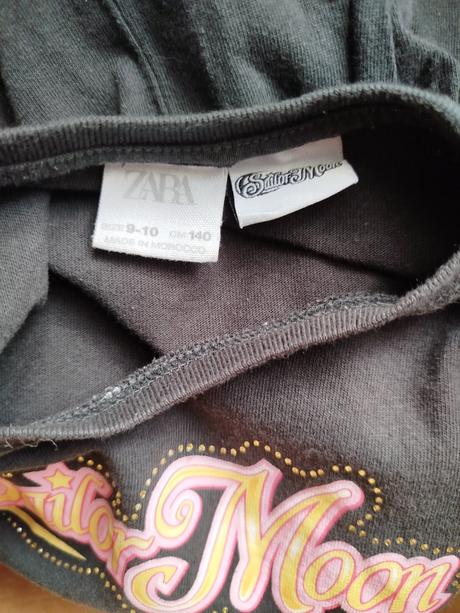 ZARA
SIZE 9-10 CM 140
MADE IN MOROCCO
Sailor Moon
Sailor Moon